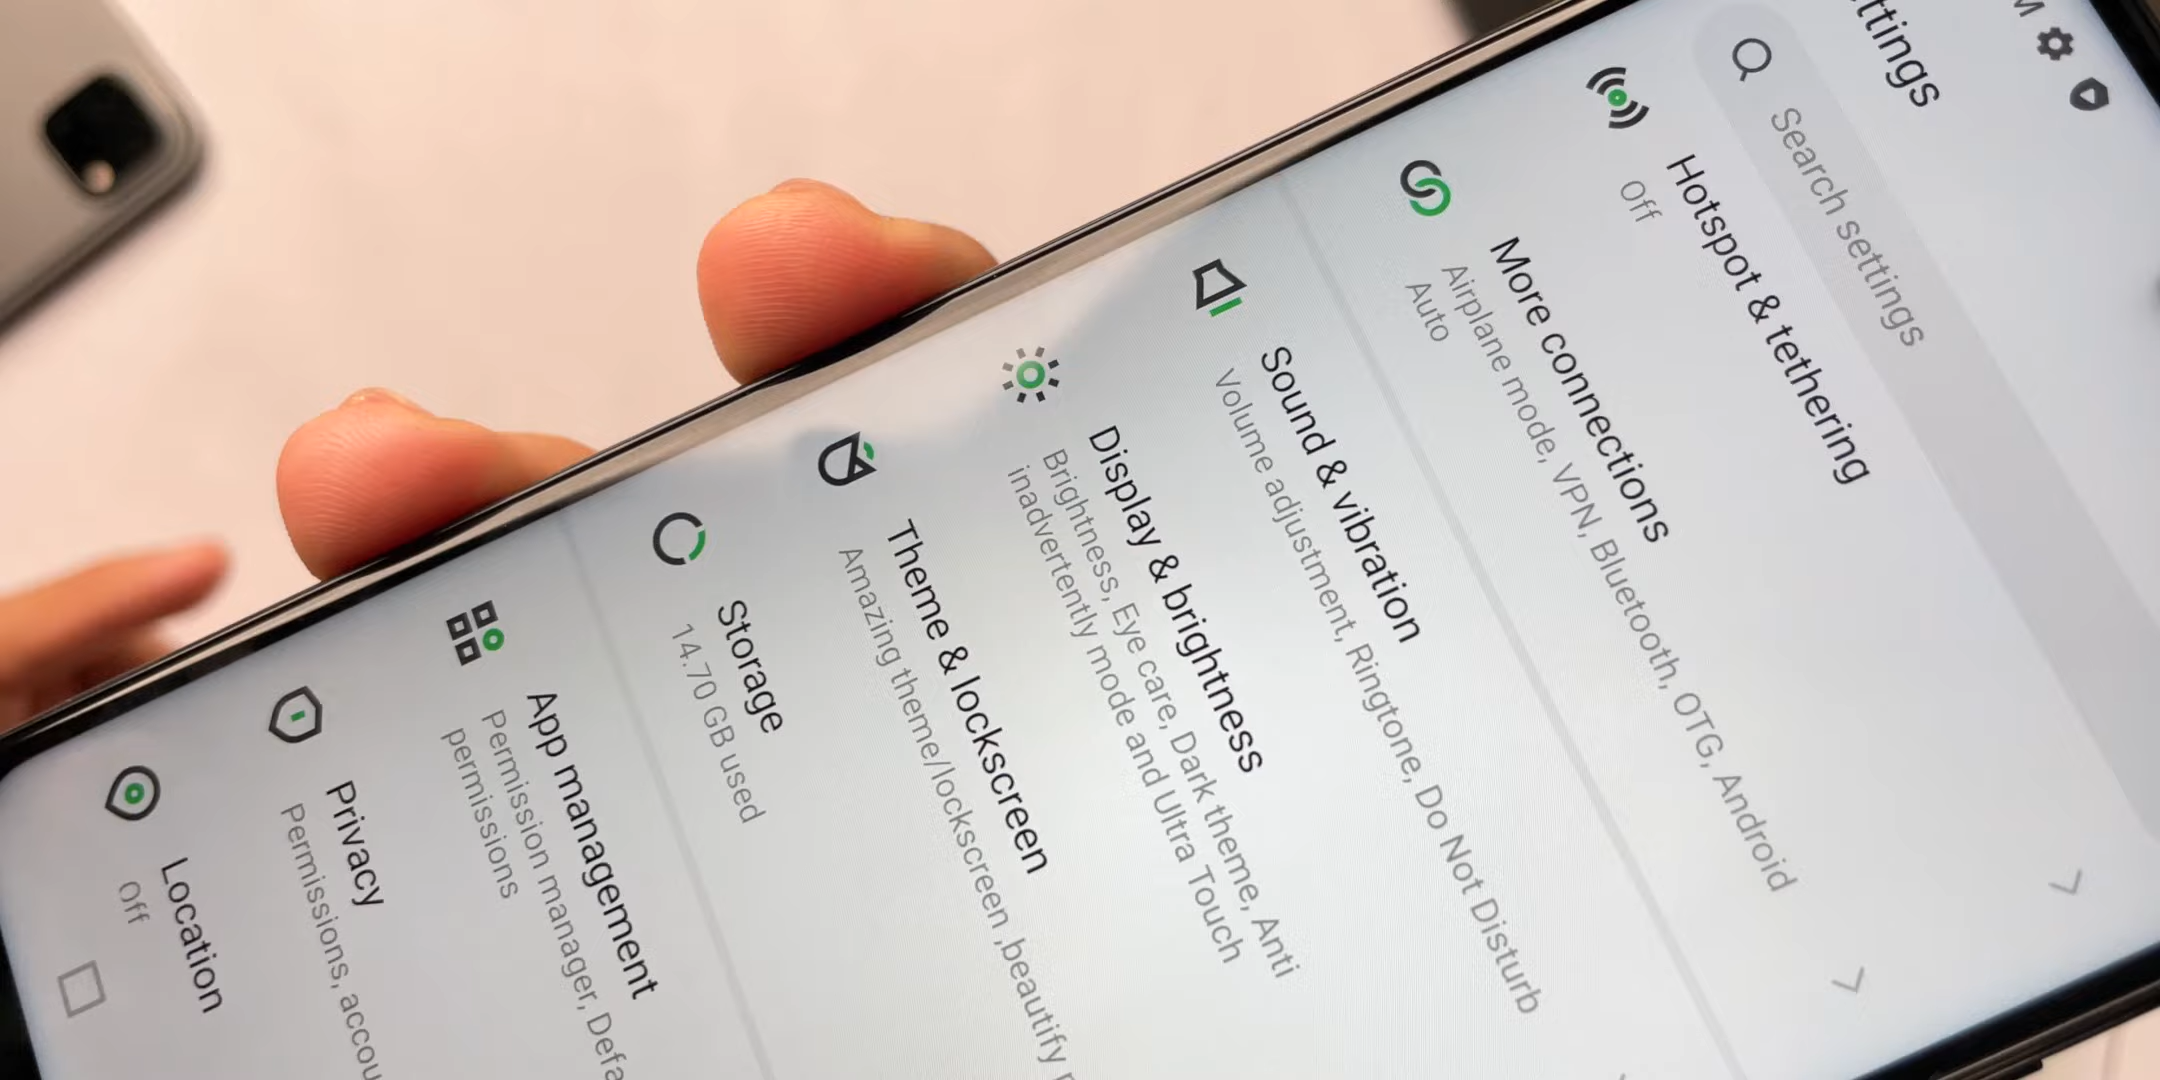 ettings
Search settings
Hotspot & tethering
Off
More connections
Airplane mode, VPN, Bluetooth, OTG, Android
Auto
Sound & vibration
Volume adjustment, Ringtone, Do Not Disturb
Display & brightness
Brightness, Eye care, Dark theme, Anti
inadvertently mode and Ultra Touch
Theme & lockscreen
Amazing theme/lockscreen ,beautify
Storage
14.70 GB used
App management
Permission manager, Defa
permissions
Privacy
Permissions, accou
Location
Off